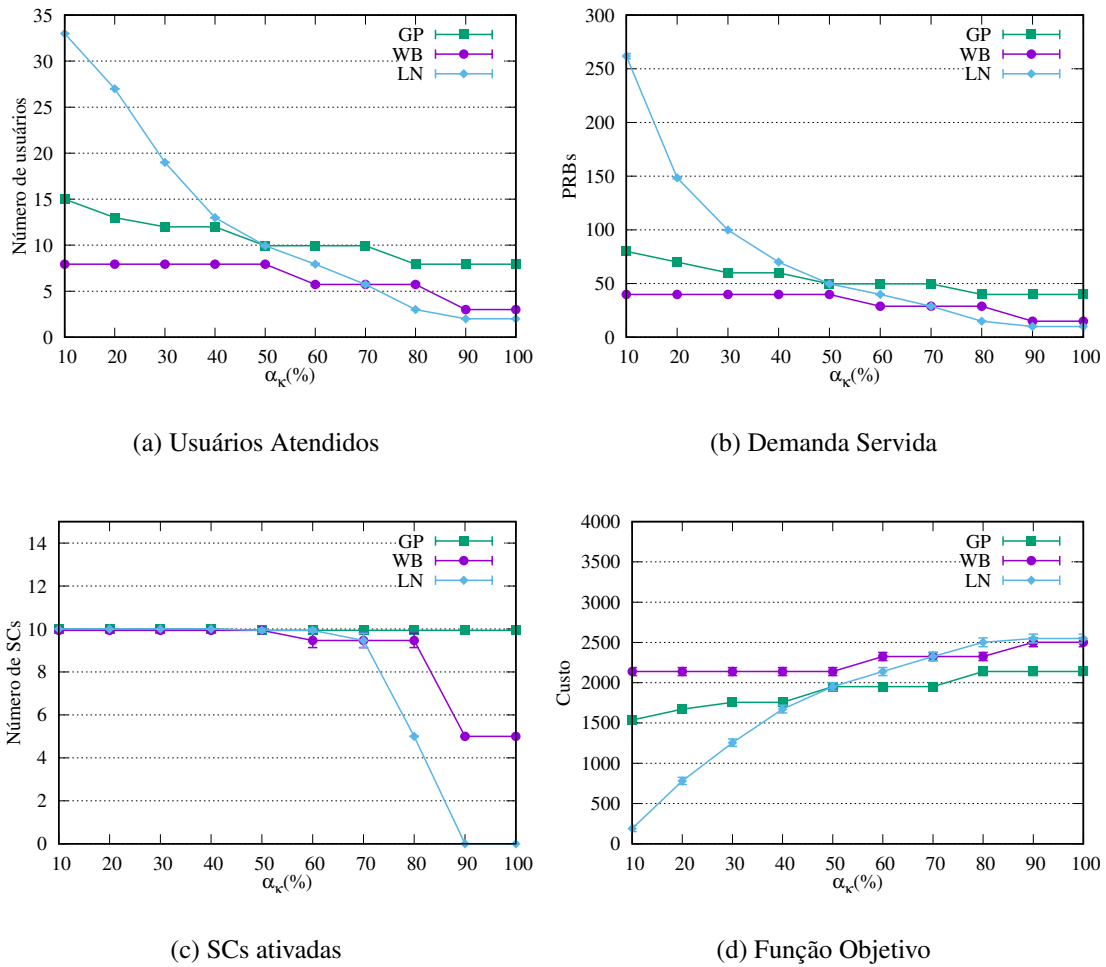 35
30
25
20
15
10
5
0
Número de usuários
GP
WB
LN
10 20 30 40 50 60 70 80 90 100
ακ(%)
(a) Usuários Atendidos
300
250
200
150
100
50
0
PRBs
GP
WB
LN
10 20 30 40 50 60 70 80 90 100
ακ(%)
(b) Demanda Servida
14
12
10
8
6
4
2
0
Número de SCs
GP
WB
LN
10 20 30 40 50 60 70 80 90 100
ακ(%)
(c) SCs ativadas
4000
3500
3000
2500
2000
1500
1000
500
0
Custo
GP
WB
LN
10 20 30 40 50 60 70 80 90 100
ακ(%)
(d) Função Objetivo